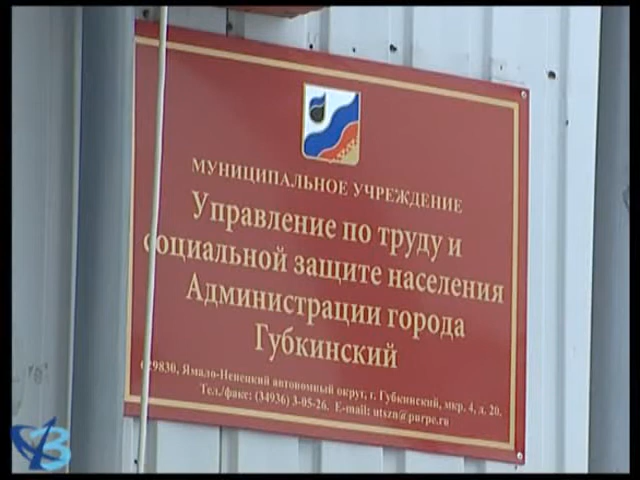 МУНИЦИПАЛЬНОЕ УЧРЕЖДЕНИЕ
Управление по труду и
социальной защите населения
Администрации города
Губкинский
629830, Ямало-Ненецкий автономный округ, г. Губкинский, мкр. 4, д. 20.
Тел./факс: (34936) 3-05-26. E-mail: utszn@purpe.ru